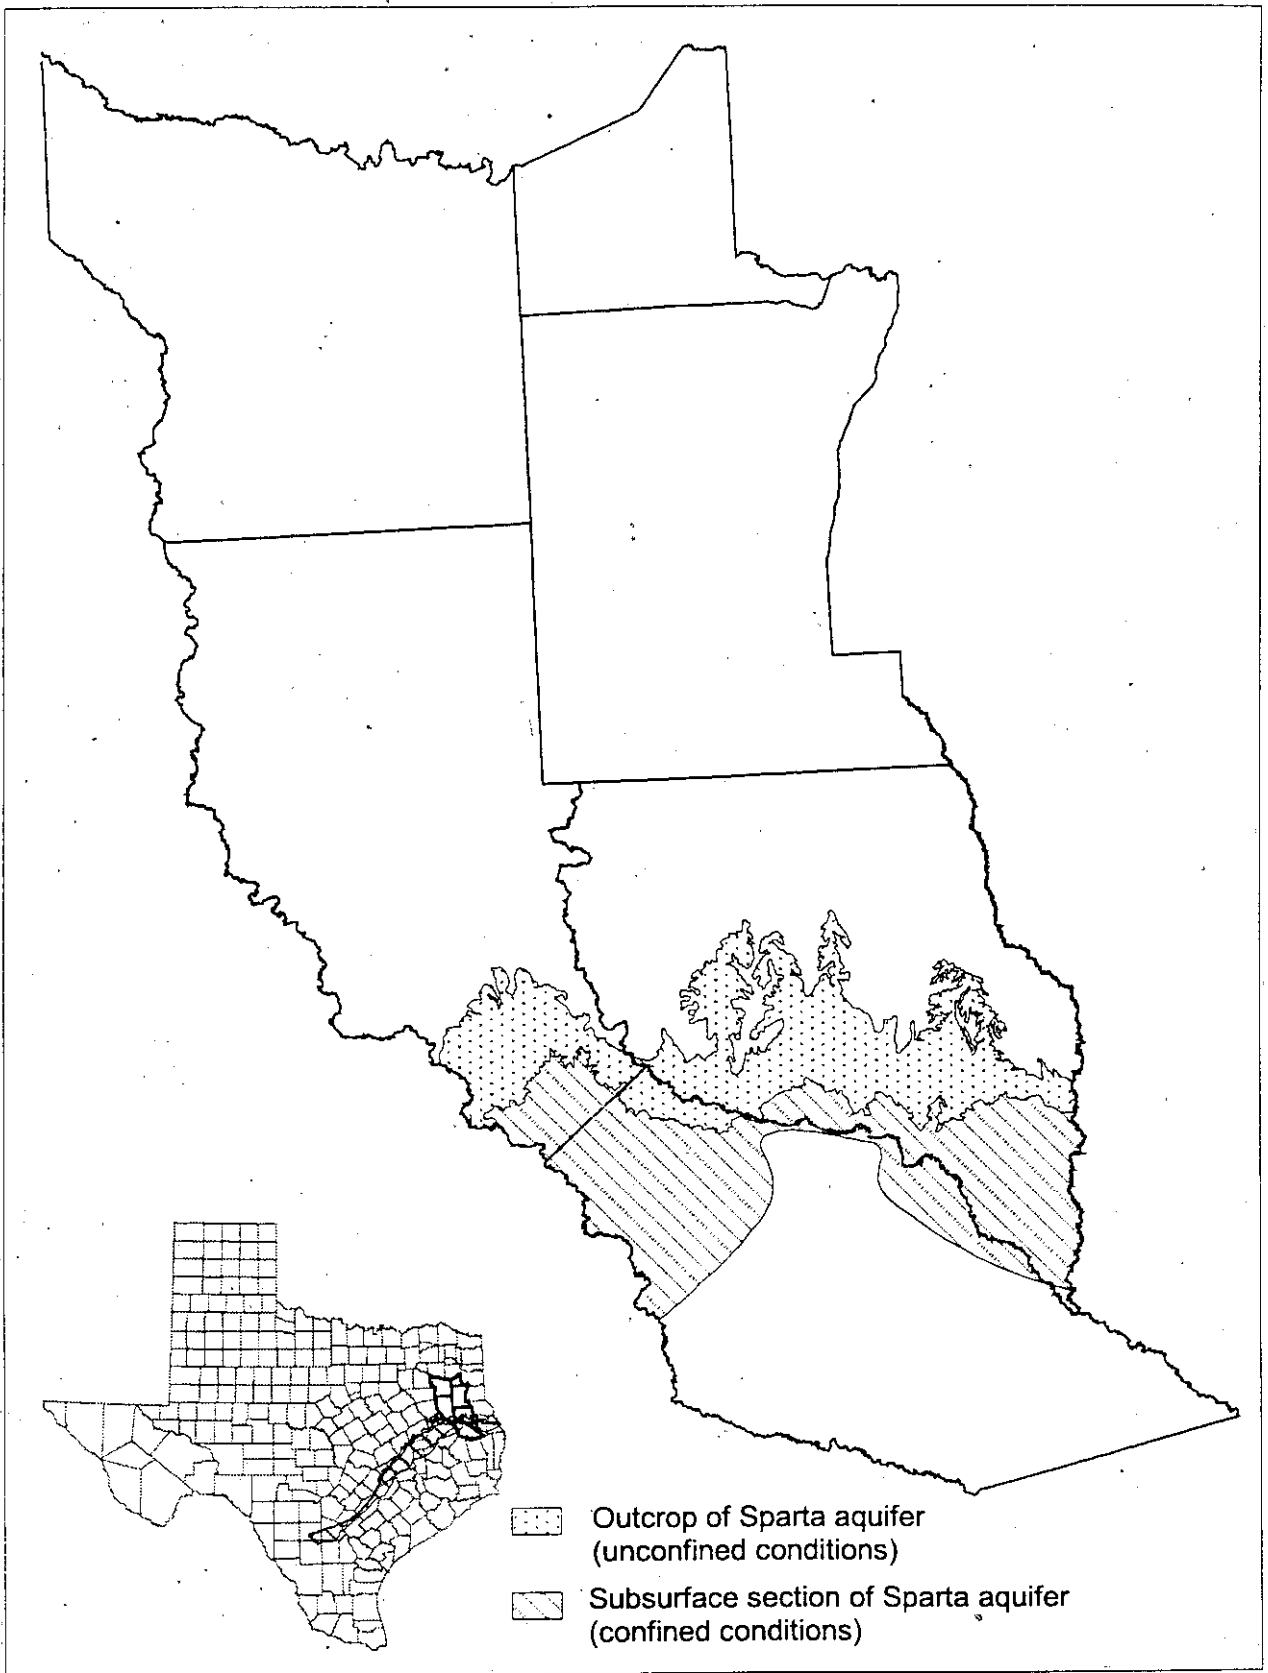 Outcrop of Sparta aquifer
(unconfined conditions)
Subsurface section of Sparta aquifer
(confined conditions)